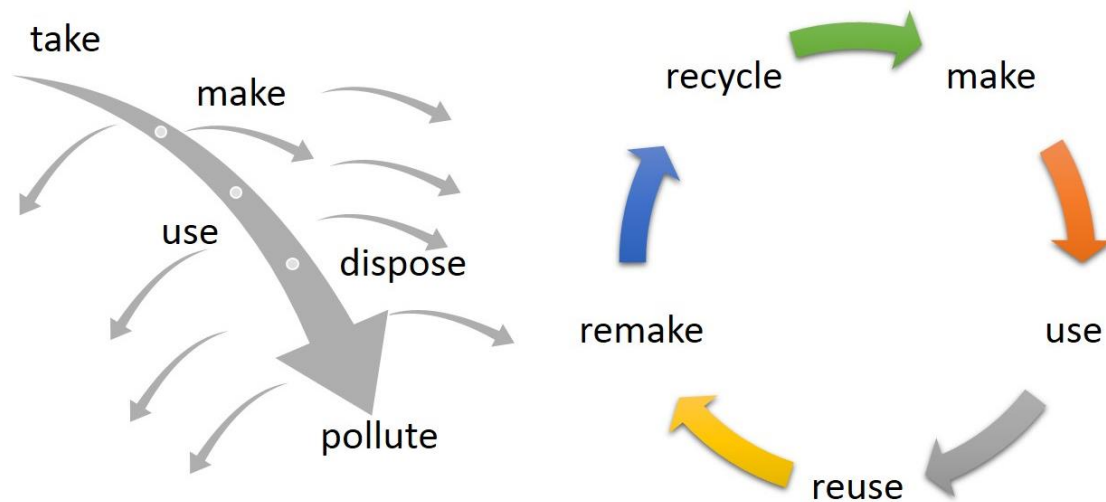 take
make
use
dispose
pollute
recycle
make
use
reuse
remake